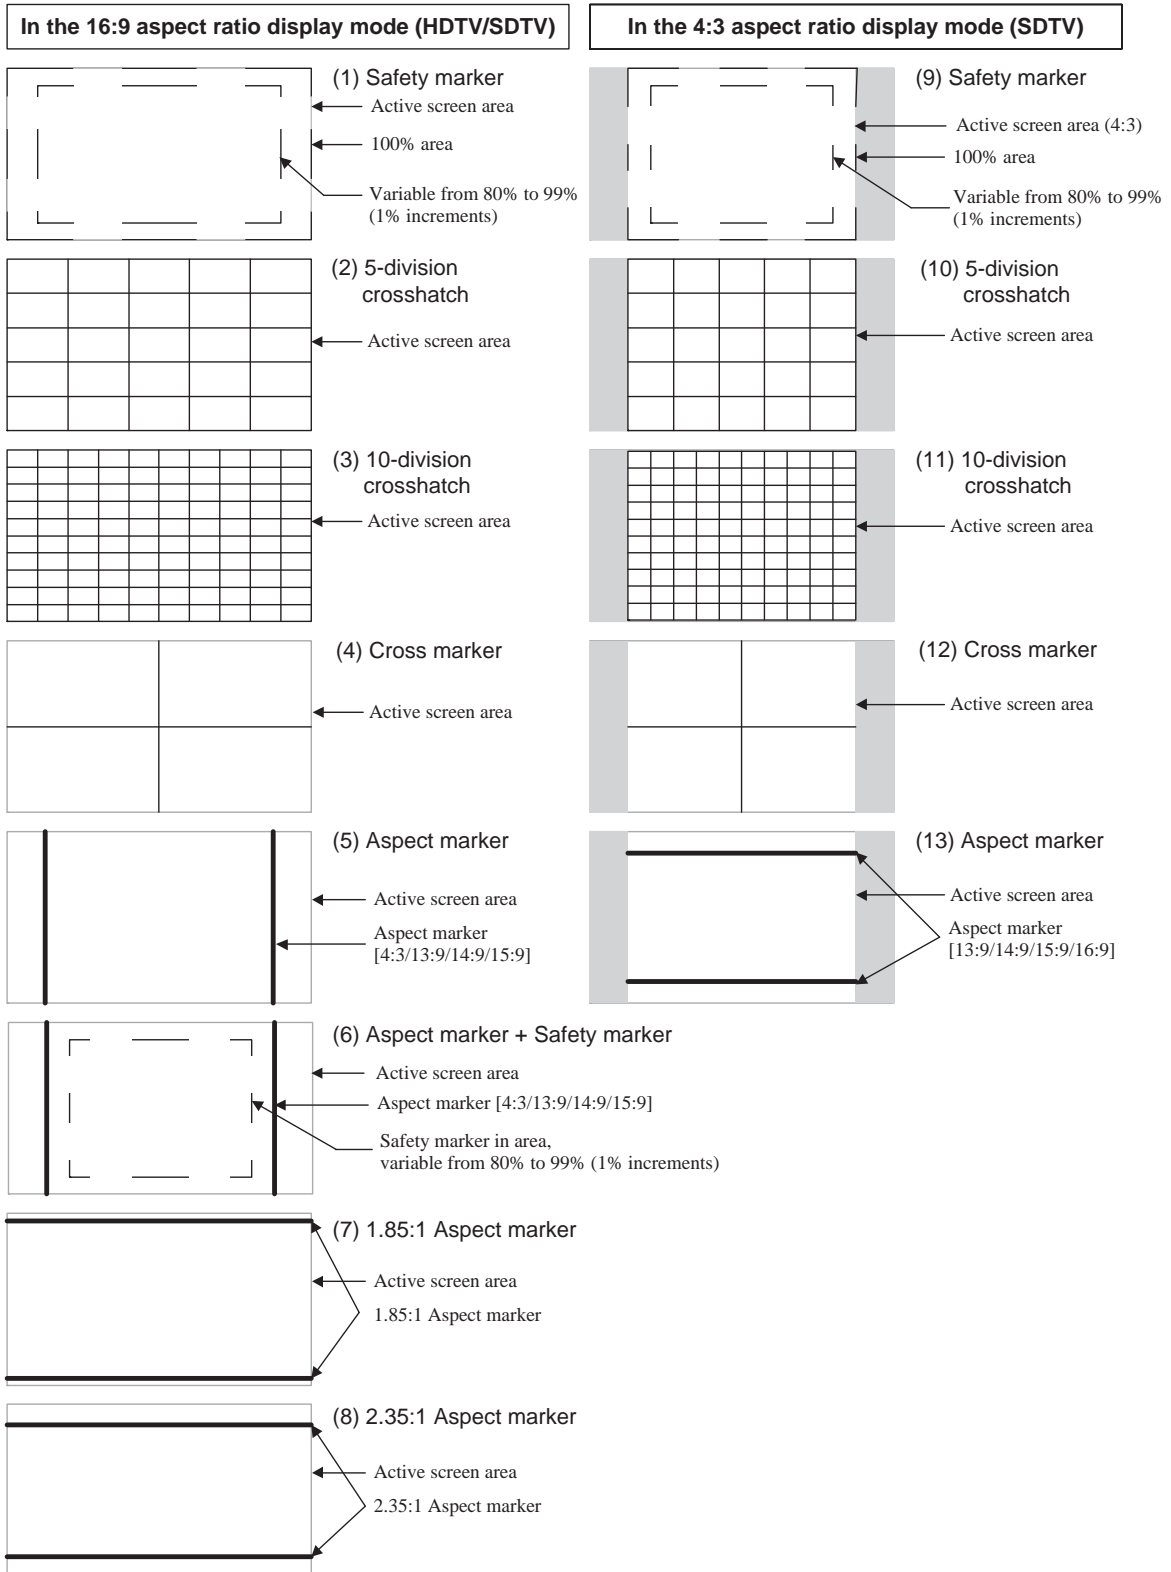 In the 16:9 aspect ratio display mode (HDTV/SDTV)
(1) Safety marker
Active screen area
100% area
Variable from 80% to 99%
(1% increments)
(2) 5-division
crosshatch
Active screen area
(3) 10-division
crosshatch
Active screen area
(4) Cross marker
Active screen area
(5) Aspect marker
Active screen area
Aspect marker
[4:3/13:9/14:9/15:9]
(6) Aspect marker + Safety marker
Active screen area
Aspect marker [4:3/13:9/14:9/15:9]
Safety marker in area,
variable from 80% to 99% (1% increments)
(7) 1.85:1 Aspect marker
Active screen area
1.85:1 Aspect marker
(8) 2.35:1 Aspect marker
Active screen area
2.35:1 Aspect marker
In the 4:3 aspect ratio display mode (SDTV)
(9) Safety marker
Active screen area (4:3)
100% area
Variable from 80% to 99%
(1% increments)
(10) 5-division
crosshatch
Active screen area
(11) 10-division
crosshatch
Active screen area
(12) Cross marker
Active screen area
(13) Aspect marker
Active screen area
Aspect marker
[13:9/14:9/15:9/16:9]